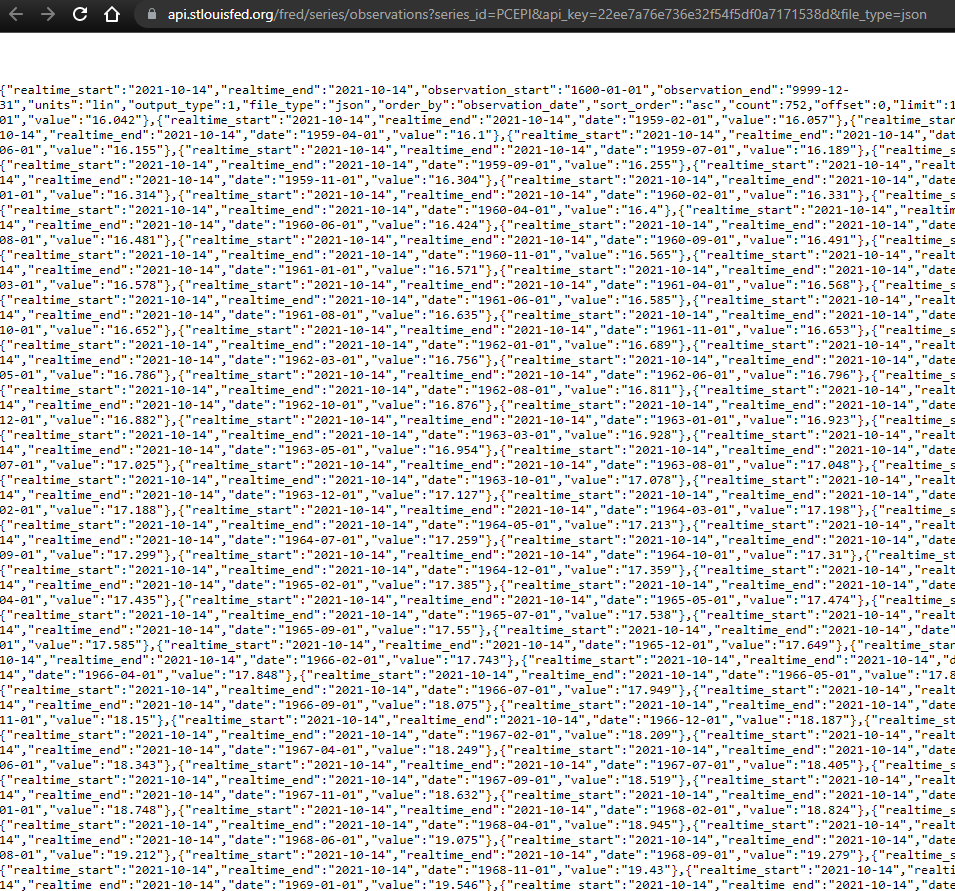 api.stlouisfed.org/fred/series/observations?series_id=PCEPI&api_key=22ee7a76e736e32f54f5df0a7171538d&file_type=json
{"realtime_start":"2021-10-14","realtime_end":"2021-10-14","observation_start":"1600-01-01","observation_end":"9999-12-
31","units":"lin","output_type":1,"file_type":"json","order_by":"observation_date","sort_order":"asc","count":752,"offset":0,"limit":1
01","value":"16.042"},{"realtime_start":"2021-10-14","realtime_end":"2021-10-14","date":"1959-02-01","value":"16.057"},{"realtime_star
10-14","realtime_end":"2021-10-14","date":"1959-04-01","value":"16.1"},{"realtime_start":"2021-10-14","realtime_end":"2021-10-14","dat
06-01","value":"16.155"},{"realtime_start":"2021-10-14","realtime_end":"2021-10-14","date":"1959-07-01","value":"16.189"},{"realtime_s
{"realtime_start":"2021-10-14","realtime_end":"2021-10-14","date":"1959-09-01","value":"16.255"},{"realtime_start":"2021-10-14","realt
14","realtime_end":"2021-10-14","date":"1959-11-01","value":"16.304"},{"realtime_start":"2021-10-14","realtime_end":"2021-10-14","date
01-01","value":"16.314"},{"realtime_start":"2021-10-14","realtime_end":"2021-10-14","date":"1960-02-01","value":"16.331"},{"realtime_s
{"realtime_start":"2021-10-14","realtime_end":"2021-10-14","date":"1960-04-01","value":"16.4"},{"realtime_start":"2021-10-14","realtim
14","realtime_end":"2021-10-14","date":"1960-06-01","value":"16.424"},{"realtime_start":"2021-10-14","realtime_end":"2021-10-14","date
08-01","value":"16.481"},{"realtime_start":"2021-10-14","realtime_end":"2021-10-14","date":"1960-09-01","value":"16.491"},{"realtime_s
{"realtime_start":"2021-10-14","realtime_end":"2021-10-14","date":"1960-11-01","value":"16.565"},{"realtime_start":"2021-10-14","realt
14","realtime_end":"2021-10-14","date":"1961-01-01","value":"16.571"},{"realtime_start":"2021-10-14","realtime_end":"2021-10-14","date
03-01","value":"16.578"},{"realtime_start":"2021-10-14","realtime_end":"2021-10-14","date":"1961-04-01","value":"16.568"},{"realtime_s
{"realtime_start":"2021-10-14","realtime_end":"2021-10-14","date":"1961-06-01","value":"16.585"},{"realtime_start":"2021-10-14","realt
14","realtime_end":"2021-10-14","date":"1961-08-01","value":"16.635"},{"realtime_start":"2021-10-14","realtime_end":"2021-10-14","date
10-01","value":"16.652"},{"realtime_start":"2021-10-14","realtime_end":"2021-10-14","date":"1961-11-01","value":"16.653"},{"realtime_s
{"realtime_start":"2021-10-14","realtime_end":"2021-10-14","date":"1962-01-01","value":"16.689"},{"realtime_start":"2021-10-14","realt
14","realtime_end":"2021-10-14","date":"1962-03-01","value":"16.756"},{"realtime_start":"2021-10-14","realtime_end":"2021-10-14","date
05-01","value":"16.786"},{"realtime_start":"2021-10-14","realtime_end":"2021-10-14","date":"1962-06-01","value":"16.796"},{"realtime_s
{"realtime_start":"2021-10-14","realtime_end":"2021-10-14","date":"1962-08-01","value":"16.811"},{"realtime_start":"2021-10-14","realt
14","realtime_end":"2021-10-14","date":"1962-10-01","value":"16.876"},{"realtime_start":"2021-10-14","realtime_end":"2021-10-14","date
12-01","value":"16.882"},{"realtime_start":"2021-10-14","realtime_end":"2021-10-14","date":"1963-01-01","value":"16.923"},{"realtime_s
{"realtime_start":"2021-10-14","realtime_end":"2021-10-14","date":"1963-03-01","value":"16.928"},{"realtime_start":"2021-10-14","realt
14","realtime_end":"2021-10-14","date":"1963-05-01","value":"16.954"},{"realtime_start":"2021-10-14","realtime_end":"2021-10-14","date
07-01","value":"17.025"},{"realtime_start":"2021-10-14","realtime_end":"2021-10-14","date":"1963-08-01","value":"17.048"},{"realtime_s
{"realtime_start":"2021-10-14","realtime_end":"2021-10-14","date":"1963-10-01","value":"17.078"},{"realtime_start":"2021-10-14","realt
14","realtime_end":"2021-10-14","date":"1963-12-01","value":"17.127"},{"realtime_start":"2021-10-14","realtime_end":"2021-10-14","date
02-01","value":"17.188"},{"realtime_start":"2021-10-14","realtime_end":"2021-10-14","date":"1964-03-01","value":"17.198"},{"realtime_s
{"realtime_start":"2021-10-14","realtime_end":"2021-10-14","date":"1964-05-01","value":"17.213"},{"realtime_start":"2021-10-14","realt
14","realtime_end":"2021-10-14","date":"1964-07-01","value":"17.259"},{"realtime_start":"2021-10-14","realtime_end":"2021-10-14","date
09-01","value":"17.299"},{"realtime_start":"2021-10-14","realtime_end":"2021-10-14","date":"1964-10-01","value":"17.31"},{"realtime_st
{"realtime_start":"2021-10-14","realtime_end":"2021-10-14","date":"1964-12-01","value":"17.359"},{"realtime_start":"2021-10-14","realt
14","realtime_end":"2021-10-14","date":"1965-02-01","value":"17.385"},{"realtime_start":"2021-10-14","realtime_end":"2021-10-14","date
04-01","value":"17.435"},{"realtime_start":"2021-10-14","realtime_end":"2021-10-14","date":"1965-05-01","value":"17.474"},{"realtime_s
{"realtime_start":"2021-10-14","realtime_end":"2021-10-14","date":"1965-07-01","value":"17.538"},{"realtime_start":"2021-10-14","realt
14","realtime_end":"2021-10-14","date":"1965-09-01","value":"17.55"},{"realtime_start":"2021-10-14","realtime_end":"2021-10-14","date"
01","value":"17.585"},{"realtime_start":"2021-10-14","realtime_end":"2021-10-14","date":"1965-12-01","value":"17.649"},{"realtime_star
10-14","realtime_end":"2021-10-14","date":"1966-02-01","value":"17.743"},{"realtime_start":"2021-10-14","realtime_end":"2021-10-14","d
14","date":"1966-04-01","value":"17.848"},{"realtime_start":"2021-10-14","realtime_end":"2021-10-14","date":"1966-05-01","value":"17.8
{"realtime_start":"2021-10-14","realtime_end":"2021-10-14","date":"1966-07-01","value":"17.949"},{"realtime_start":"2021-10-14","realt
14","realtime_end":"2021-10-14","date":"1966-09-01","value":"18.075"},{"realtime_start":"2021-10-14","realtime_end":"2021-10-14","date
11-01","value":"18.15"},{"realtime_start":"2021-10-14","realtime_end":"2021-10-14","date":"1966-12-01","value":"18.187"},{"realtime_st
{"realtime_start":"2021-10-14","realtime_end":"2021-10-14","date":"1967-02-01","value":"18.209"},{"realtime_start":"2021-10-14","realt
14","realtime_end":"2021-10-14","date":"1967-04-01","value":"18.249"},{"realtime_start":"2021-10-14","realtime_end":"2021-10-14","date
06-01","value":"18.343"},{"realtime_start":"2021-10-14","realtime_end":"2021-10-14","date":"1967-07-01","value":"18.405"},{"realtime_s
{"realtime_start":"2021-10-14","realtime_end":"2021-10-14","date":"1967-09-01","value":"18.519"},{"realtime_start":"2021-10-14","realt
14","realtime_end":"2021-10-14","date":"1967-11-01","value":"18.632"},{"realtime_start":"2021-10-14","realtime_end":"2021-10-14","date
01-01","value":"18.748"},{"realtime_start":"2021-10-14","realtime_end":"2021-10-14","date":"1968-02-01","value":"18.824"},{"realtime_s
{"realtime_start":"2021-10-14","realtime_end":"2021-10-14","date":"1968-04-01","value":"18.945"},{"realtime_start":"2021-10-14","realt
14","realtime_end":"2021-10-14","date":"1968-06-01","value":"19.075"},{"realtime_start":"2021-10-14","realtime_end":"2021-10-14","date
08-01","value":"19.212"},{"realtime_start":"2021-10-14","realtime_end":"2021-10-14","date":"1968-09-01","value":"19.279"},{"realtime_s
{"realtime_start":"2021-10-14","realtime_end":"2021-10-14","date":"1968-11-01","value":"19.43"},{"realtime_start":"2021-10-14","realti
14","realtime_end":"2021-10-14","date":"1969-01-01","value":"19.546"},{"realtime_start":"2021-10-14","realtime_end":"2021-10-14","date